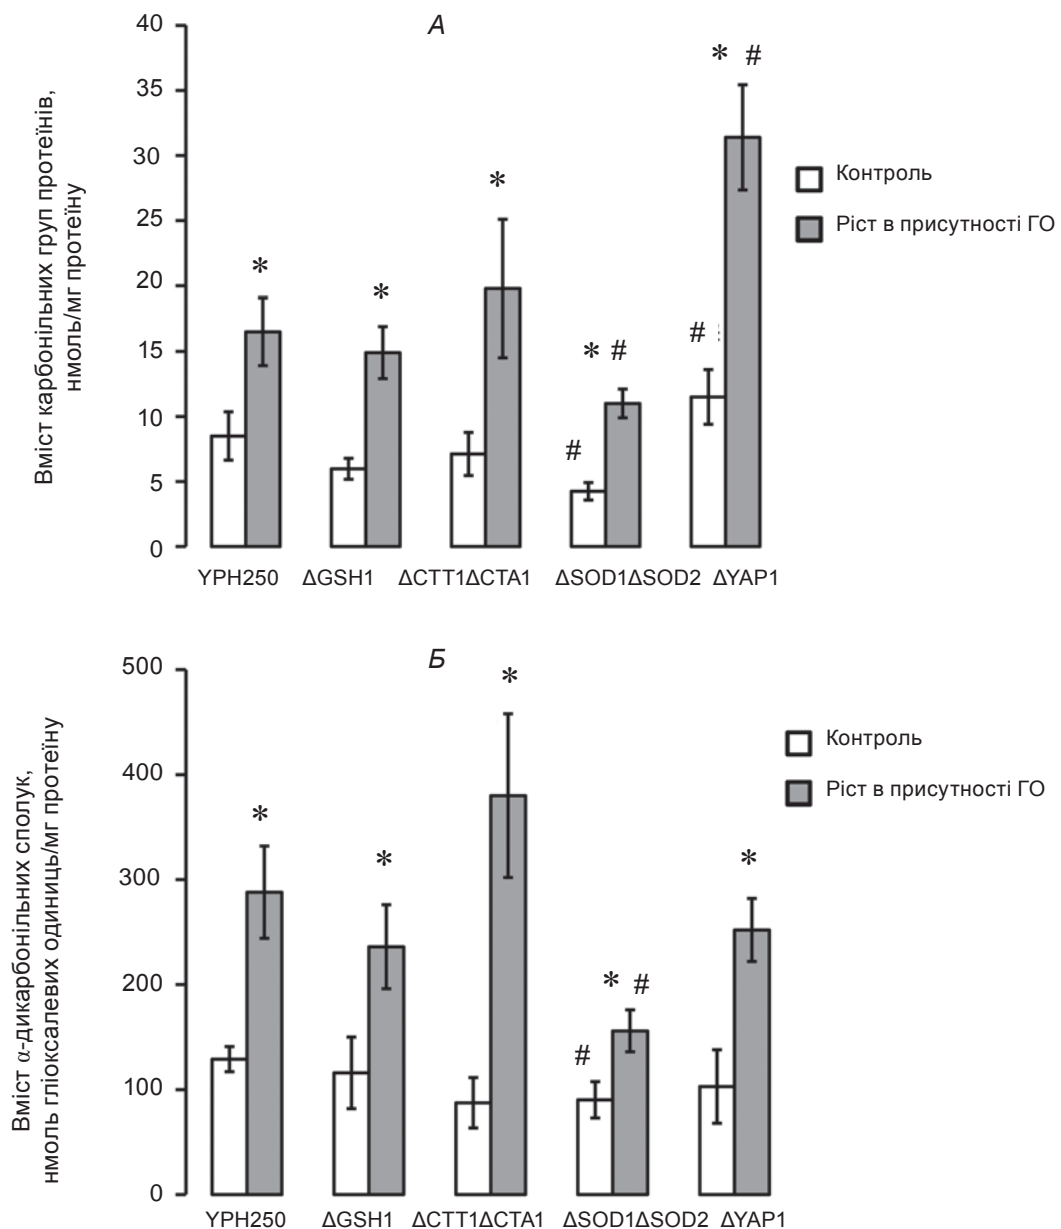 А
Вміст карбонільних груп протеїнів,
нмоль/мг протеїну
40
35
30
25
20
15
10
5
0
*
*
*
#
* #
#
* #
Контроль
Ріст в присутності ГО
YPH250 ΔGSH1 ΔCTT1ΔCTA1 ΔSOD1ΔSOD2 ΔYAP1
Б
Вміст α-дикарбонільних сполук,
нмоль гліоксалевих одиниць/мг протеїну
500
400
300
200
100
0
*
*
*
#
* #
*
Контроль
Ріст в присутності ГО
YPH250 ΔGSH1 ΔCTT1ΔCTA1 ΔSOD1ΔSOD2 ΔYAP1